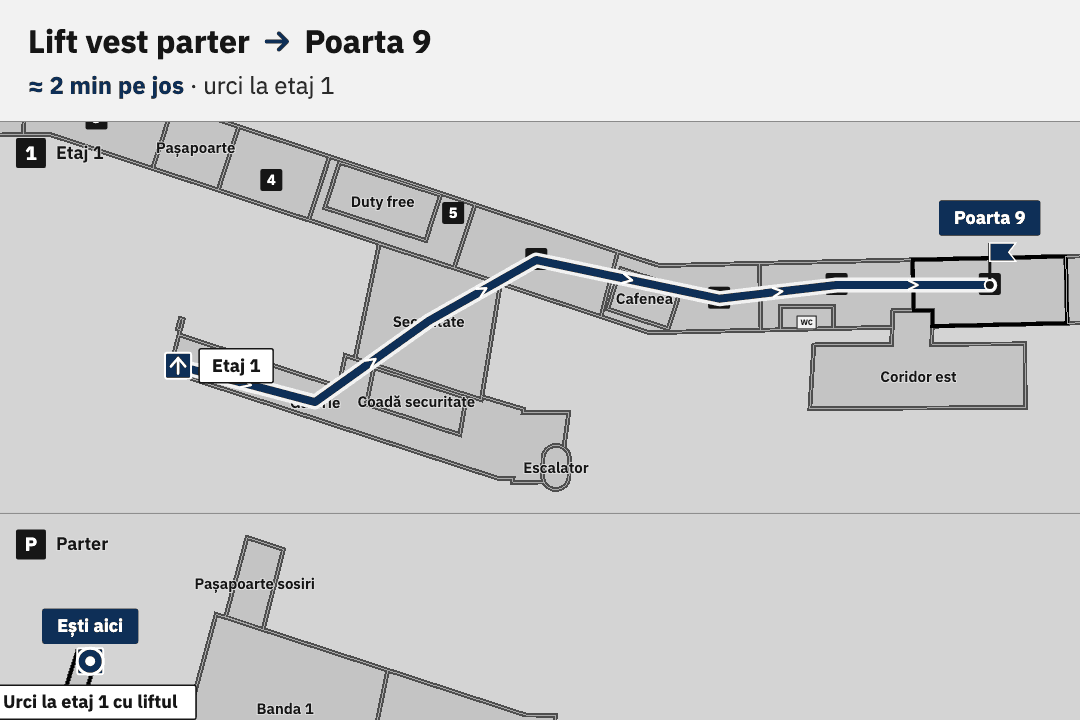 Lift vest parter → Poarta 9
≈ 2 min pe jos · urci la etaj 1
1 Etaj 1
Pașapoarte
4
Duty free
5
Poarta 9
Cafenea
WC
Securitate
Etaj 1
Coadă securitate
Coridor est
Escalator
P Parter
Pașapoarte sosiri
Ești aici
Urci la etaj 1 cu liftul
Banda 1